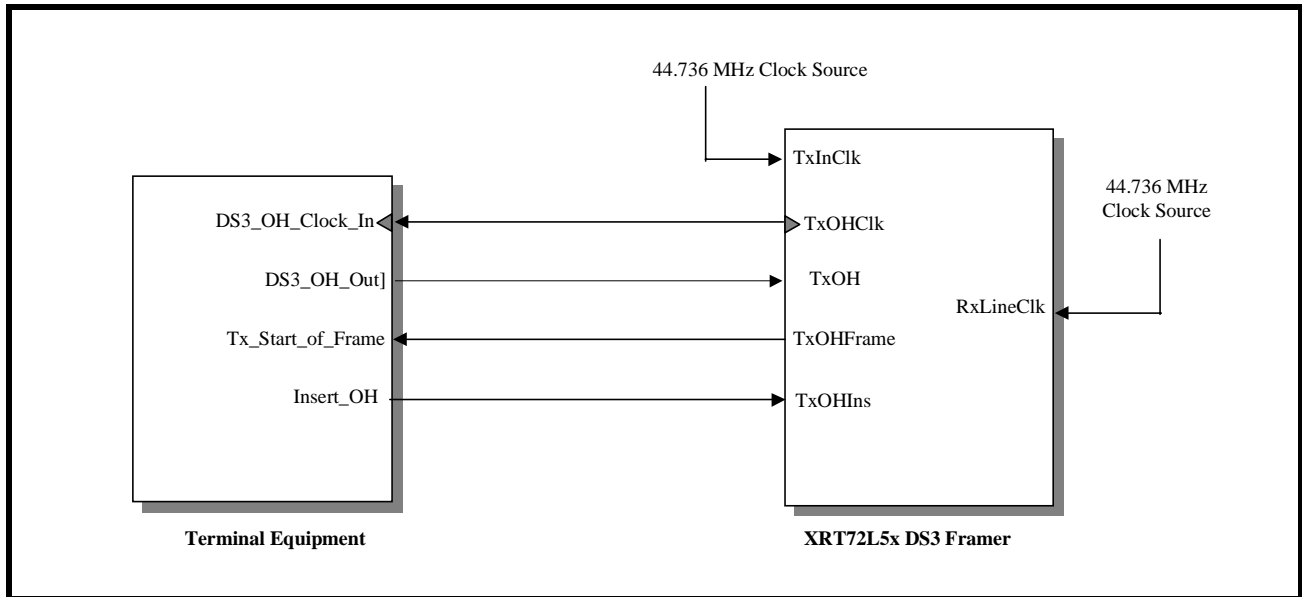 44.736 MHz Clock Source
TxInClk
44.736 MHz
Clock Source
DS3_OH_Clock_In
TxOHClk
DS3_OH_Out]
TxOH
RxLineClk
Tx_Start_of_Frame
TxOHFrame
Insert_OH
TxOHIns
Terminal Equipment
XRT72L5x DS3 Framer